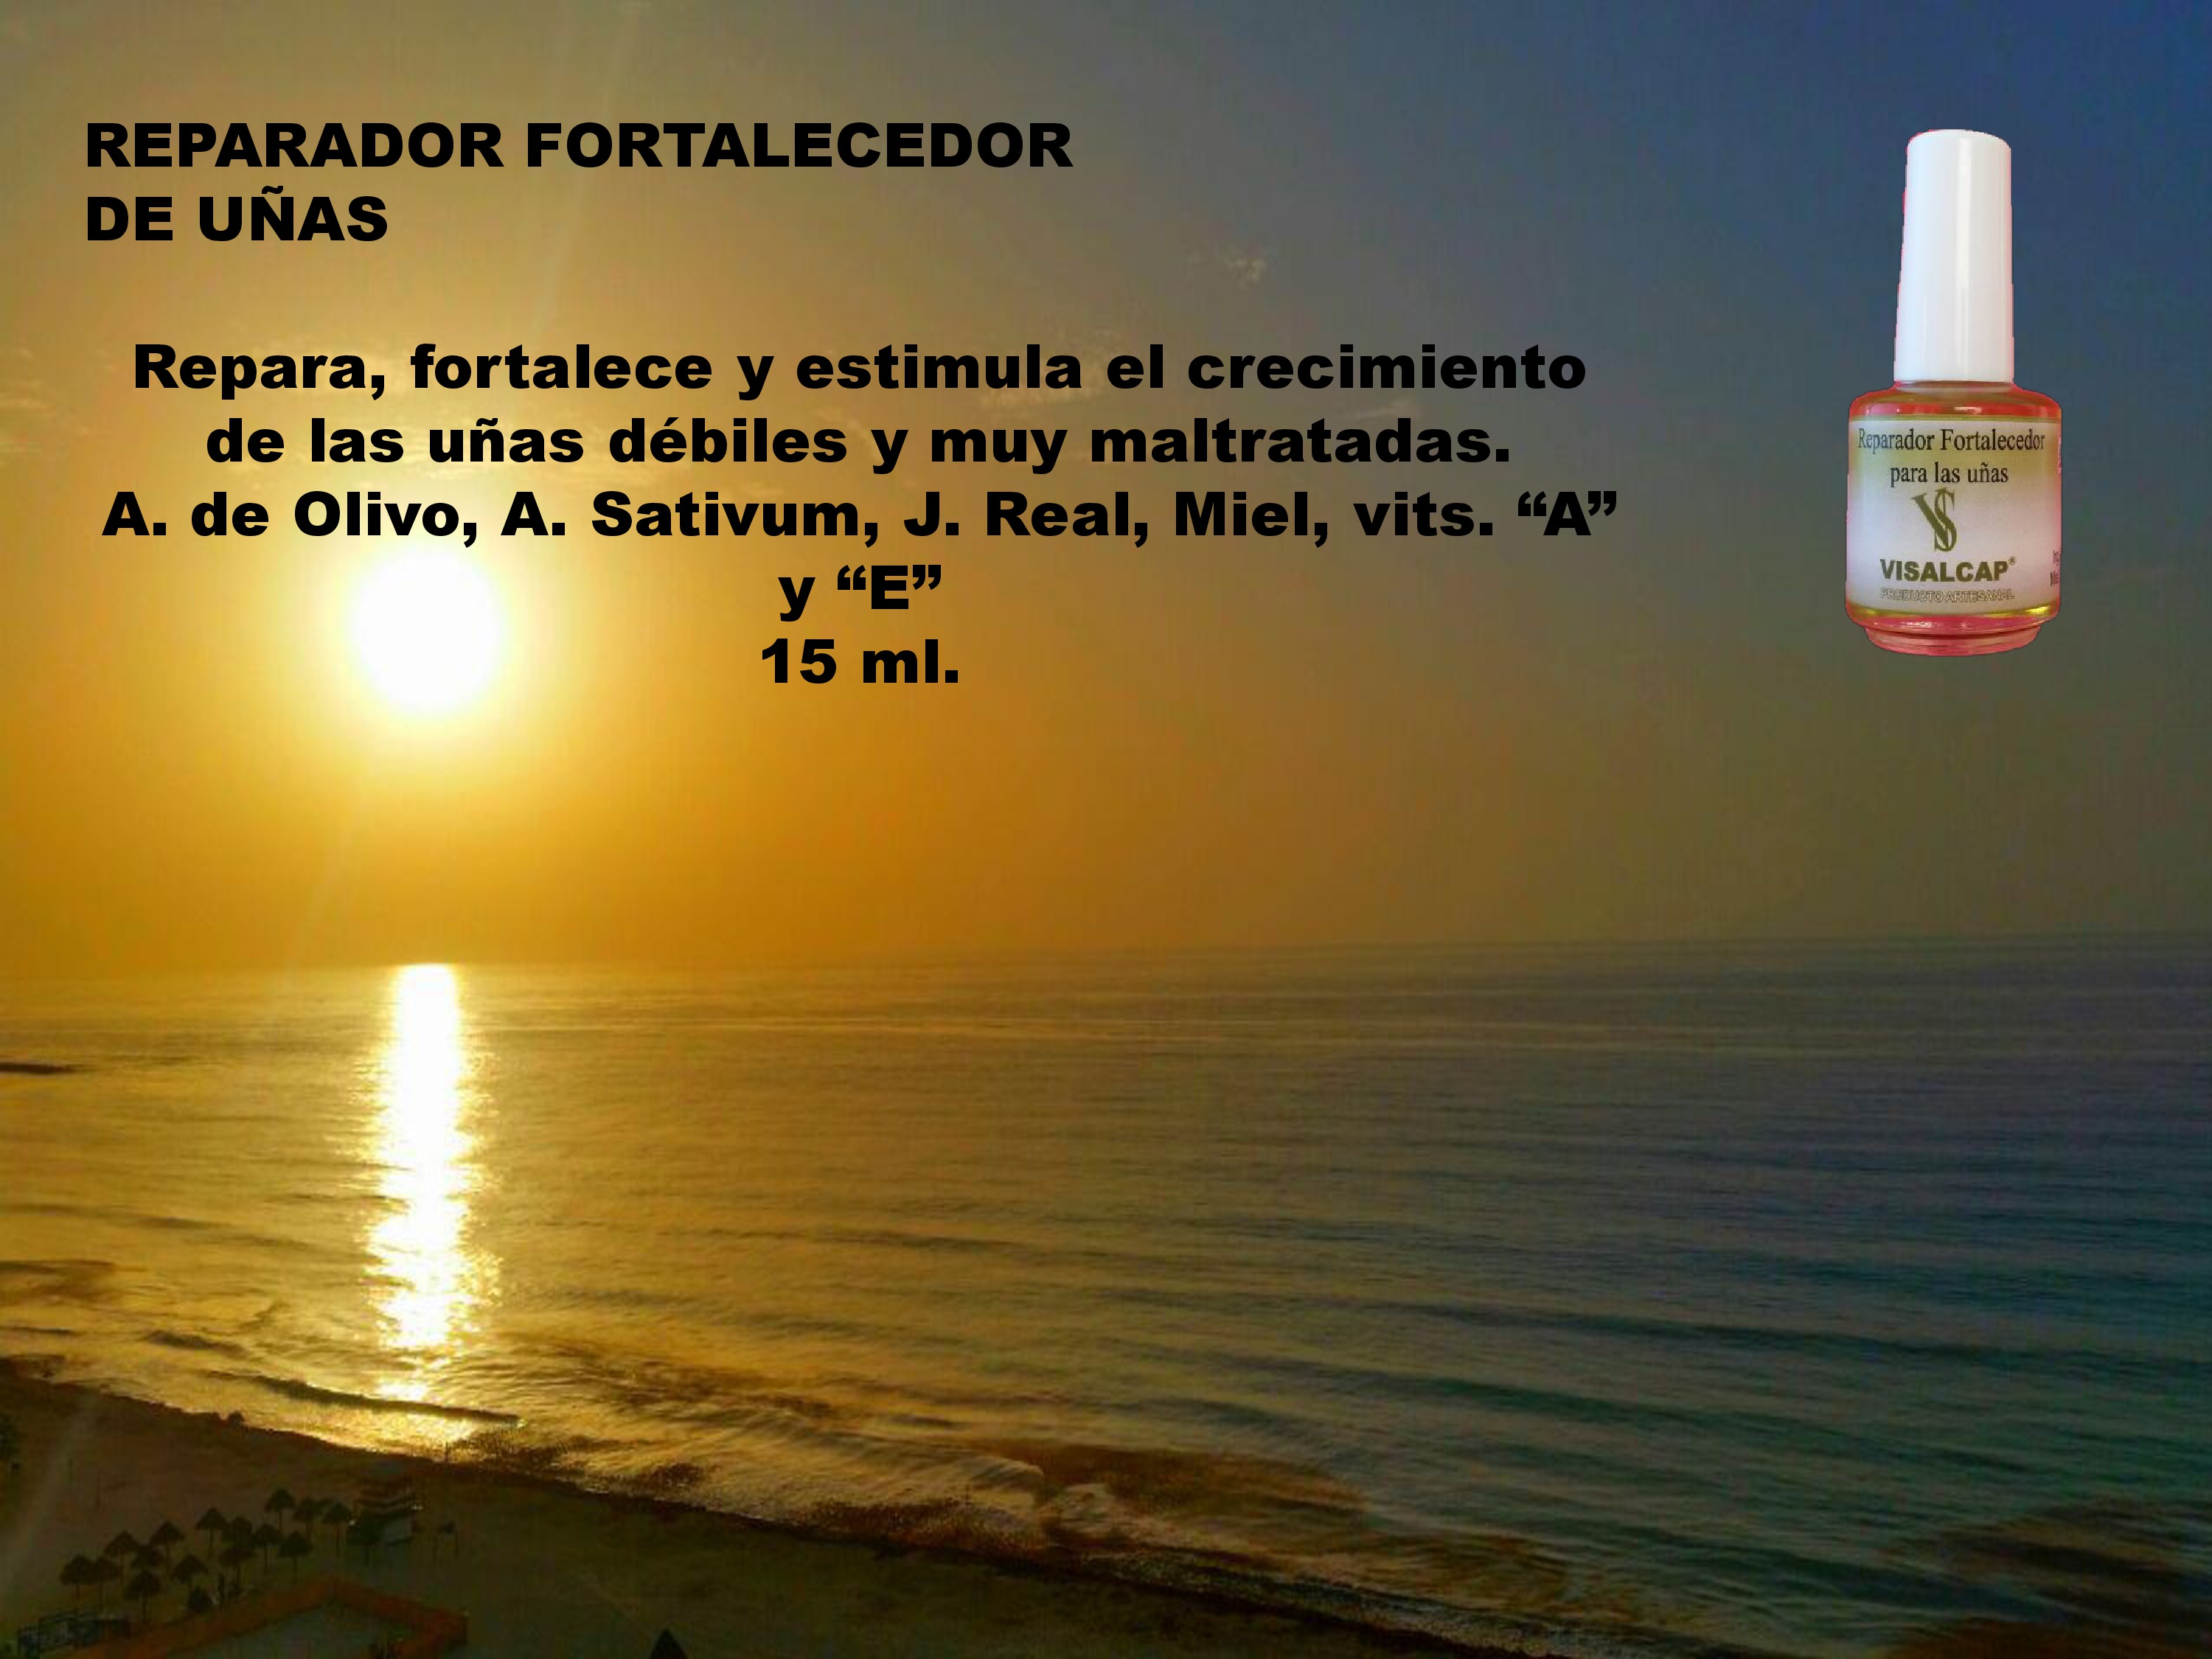 REPARADOR FORTALECEDOR
DE UÑAS
Repara, fortalece y estimula el crecimiento
de las uñas débiles y muy maltratadas.
A. de Olivo, A. Sativum, J. Real, Miel, vits. “A”
y “E”
15 ml.
Reparador Fortalecedor
para las uñas
VS
VISALCAP®
PRODUCTO ARTESANAL